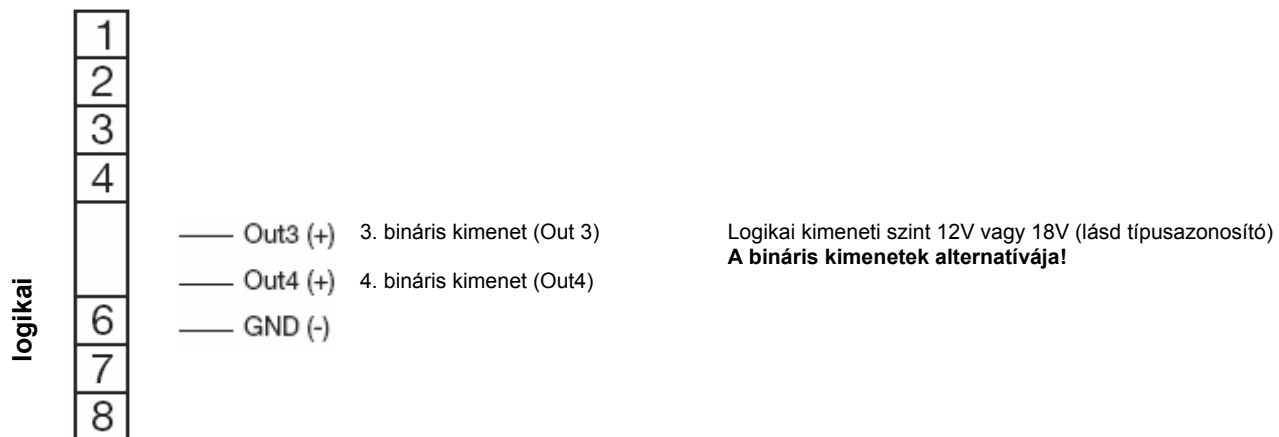 1
2
3
4
Out3 (+) 3. bináris kimenet (Out 3) Logikai kimeneti szint 12V vagy 18V (lásd típusazonosító)
A bináris kimenetek alternatívája!
Out4 (+) 4. bináris kimenet (Out4)
6 GND (-)
7
8
logikai